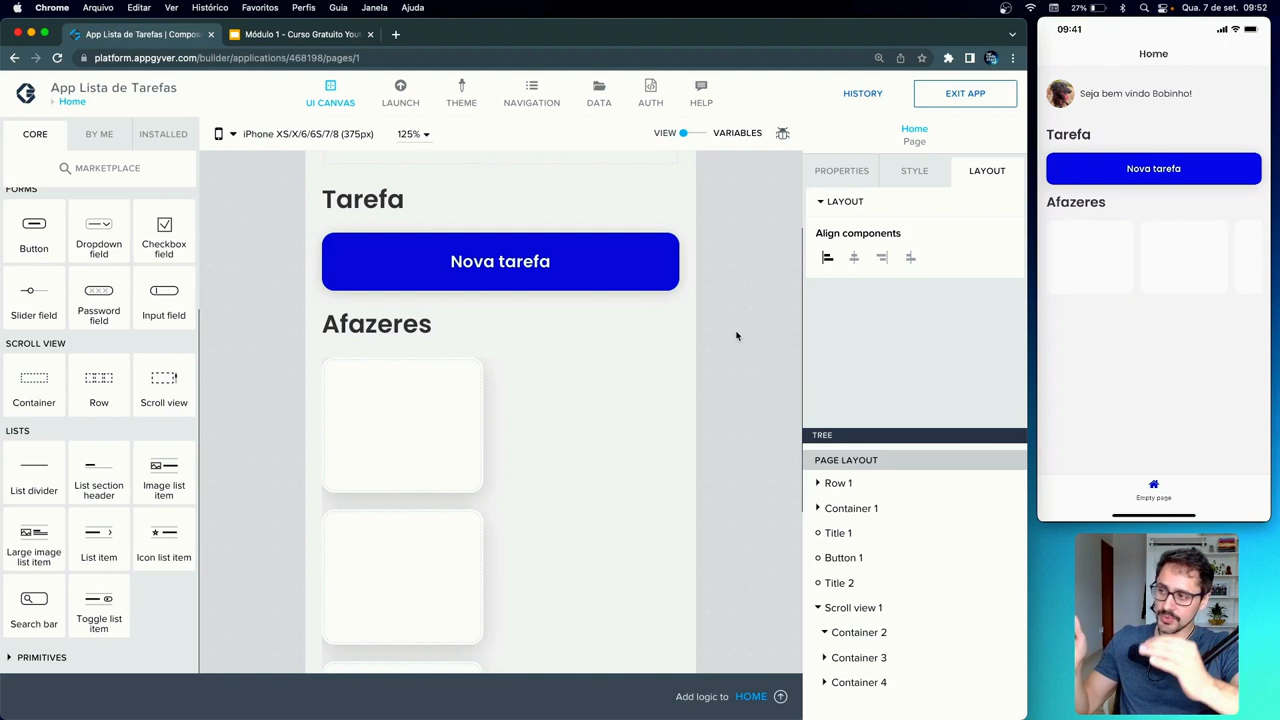 Chrome Arquivo Editar Ver Histórico Favoritos Perfis Guia Janela Ajuda
27% Qua. 7 de set. 09:52
App Lista de Tarefas | Compos
Módulo 1 - Curso Gratuito Yout
platform.appgyver.com/builder/applications/468198/pages/1
App Lista de Tarefas
Home
UI CANVAS
LAUNCH
THEME
NAVIGATION
DATA
AUTH
HELP
HISTORY
EXIT APP
CORE
BY ME
INSTALLED
iPhone XS/X/6/6S/7/8 (375px)
125%
VIEW
VARIABLES
Home
Page
MARKETPLACE
PROPERTIES
STYLE
LAYOUT
FORMS
Button
Dropdown
field
Checkbox
field
Slider field
Password
field
Input field
SCROLL VIEW
Container
Row
Scroll view
LISTS
List divider
List section
header
Image list
item
Large image
list item
List item
Icon list item
Search bar
Toggle list
item
PRIMITIVES
Tarefa
Nova tarefa
Afazeres
LAYOUT
Align components
TREE
PAGE LAYOUT
Row 1
Container 1
Title 1
Button 1
Title 2
Scroll view 1
Container 2
Container 3
Container 4
Add logic to HOME
09:41
Home
Seja bem vindo Bobinho!
Tarefa
Nova tarefa
Afazeres
Empty page